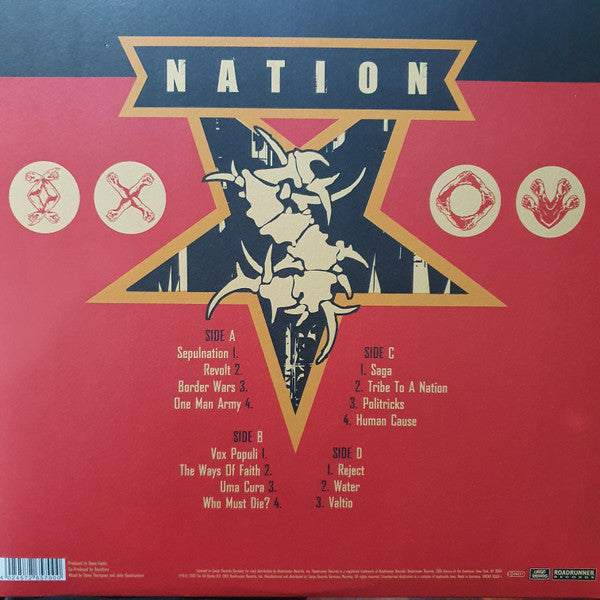 NATION
SIDE A
Sepulnation 1.
Revolt 2.
Border Wars 3.
One Man Army 4.
SIDE C
1. Saga
2. Tribe To A Nation
3. Politricks
4. Human Cause
SIDE B
Vox Populi 1.
The Ways Of Faith 2.
Uma Cura 3.
Who Must Die? 4.
SIDE D
1. Reject
2. Water
3. Valtio
Produced by Steve Evetts
Co-Produced by Sepultura
ROADRUNNER
RECORDS